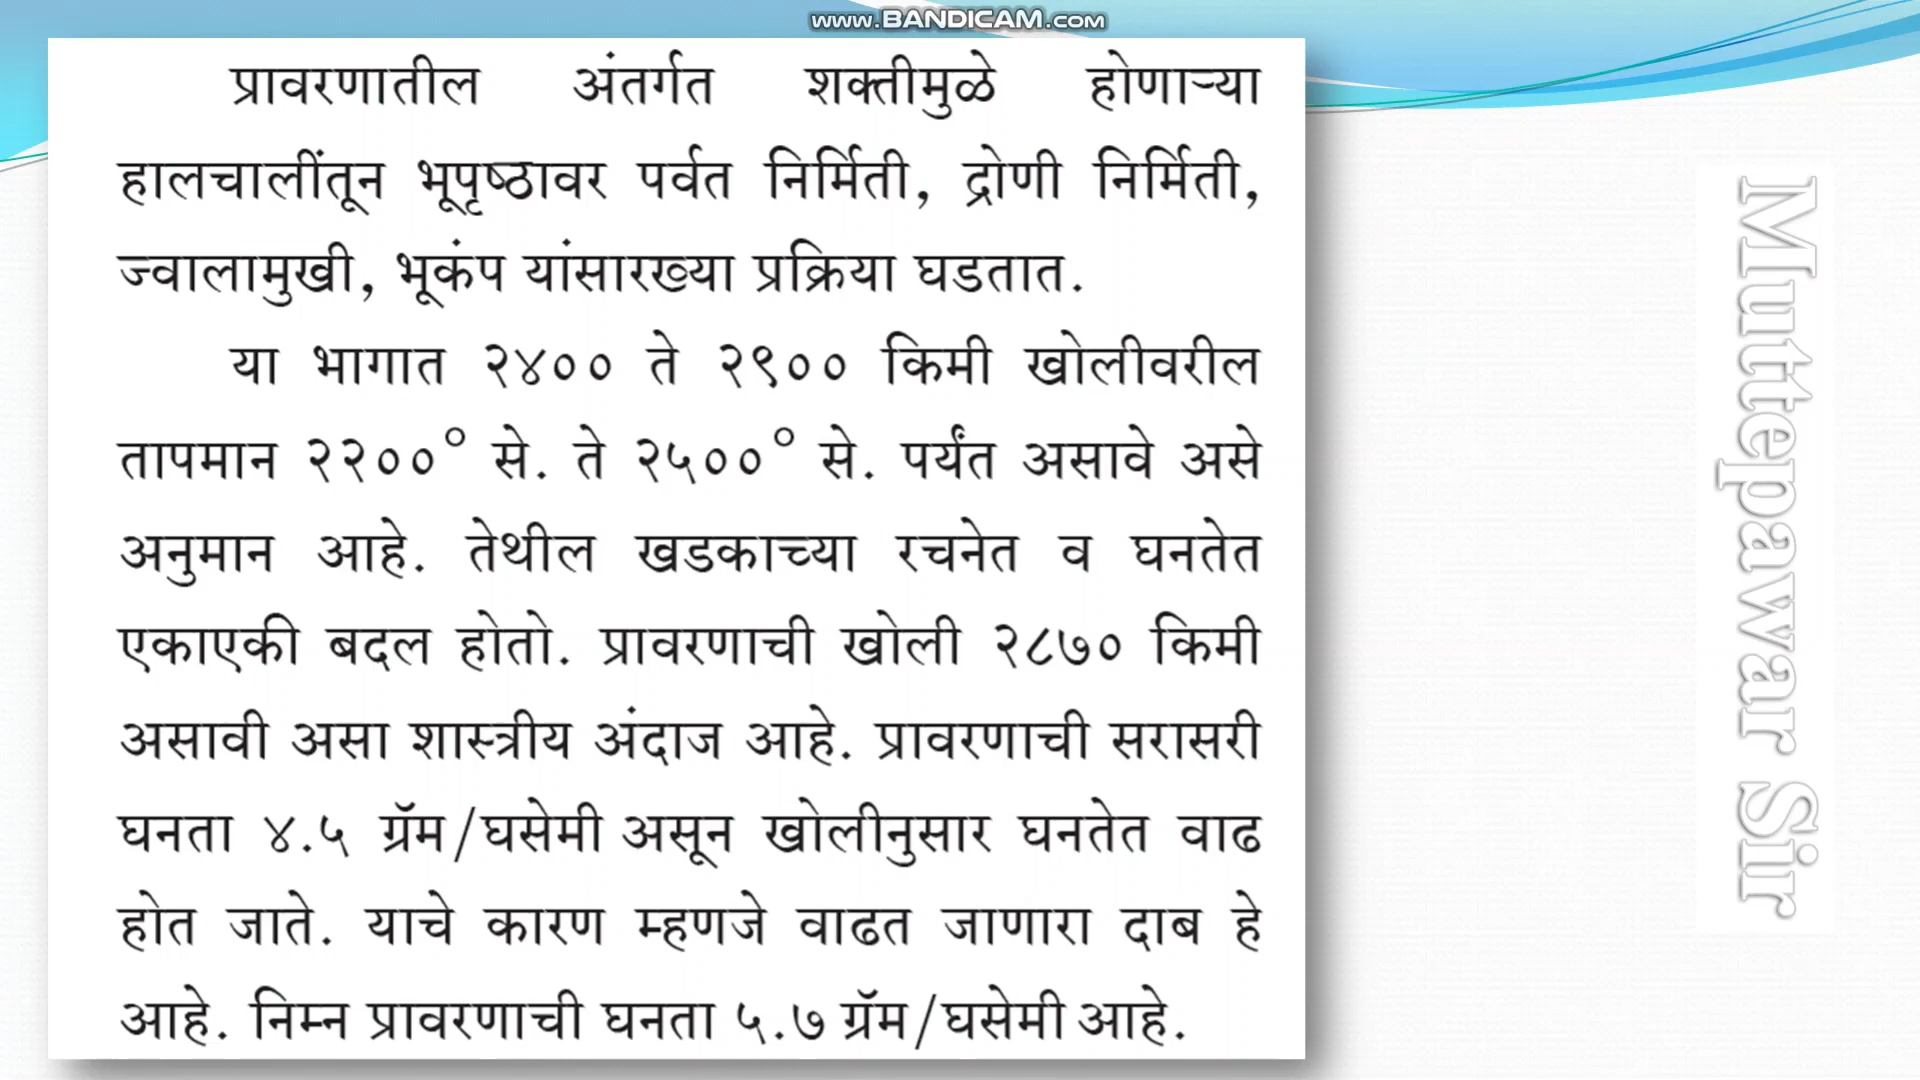 www.BANDICAM.com
प्रावरणातील अंतर्गत शक्तीमुळे होणाऱ्या
हालचालींतून भूपृष्ठावर पर्वत निर्मिती, द्रोणी निर्मिती,
ज्वालामुखी, भूकंप यांसारख्या प्रक्रिया घडतात.
या भागात २४०० ते २९०० किमी खोलीवरील
तापमान २२००° से. ते २५००° से. पर्यंत असावे असे
अनुमान आहे. तेथील खडकाच्या रचनेत व घनतेत
एकाएकी बदल होतो. प्रावरणाची खोली २८७० किमी
असावी असा शास्त्रीय अंदाज आहे. प्रावरणाची सरासरी
घनता ४.५ ग्रॅम/घसेमी असून खोलीनुसार घनतेत वाढ
होत जाते. याचे कारण म्हणजे वाढत जाणारा दाब हे
आहे. निम्न प्रावरणाची घनता ५.७ ग्रॅम/घसेमी आहे.
Muttepawar Sir